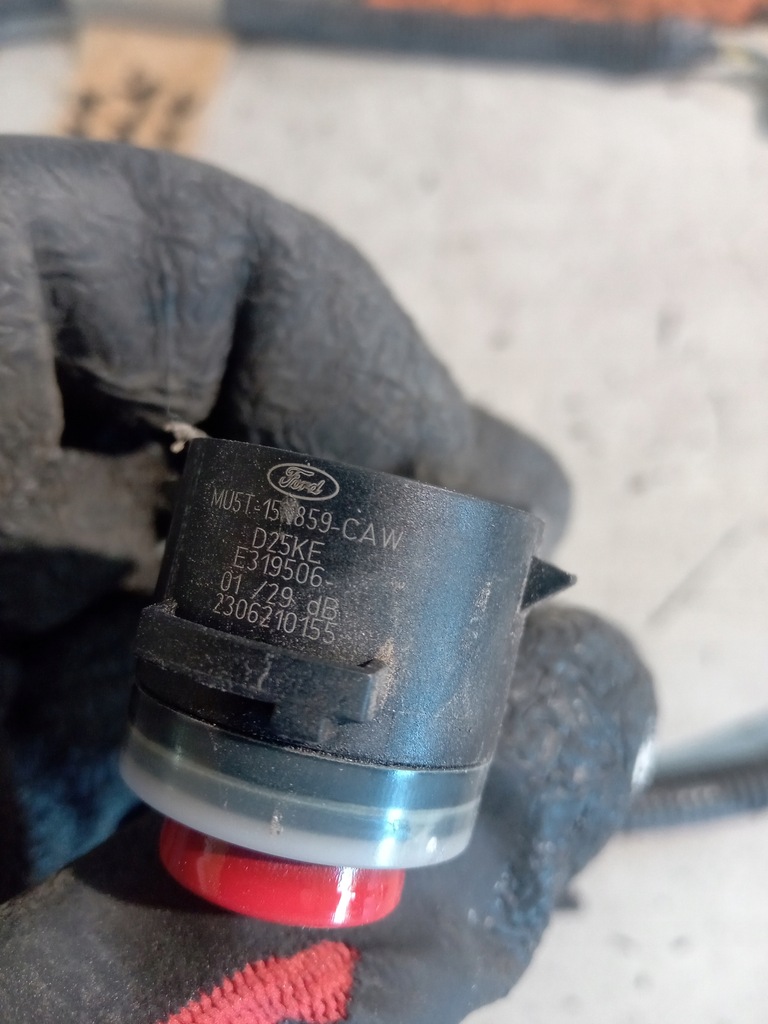 Ford
MU5T-15K859-CAW
D25KE
E319506-
01 /29 dB
2306210155